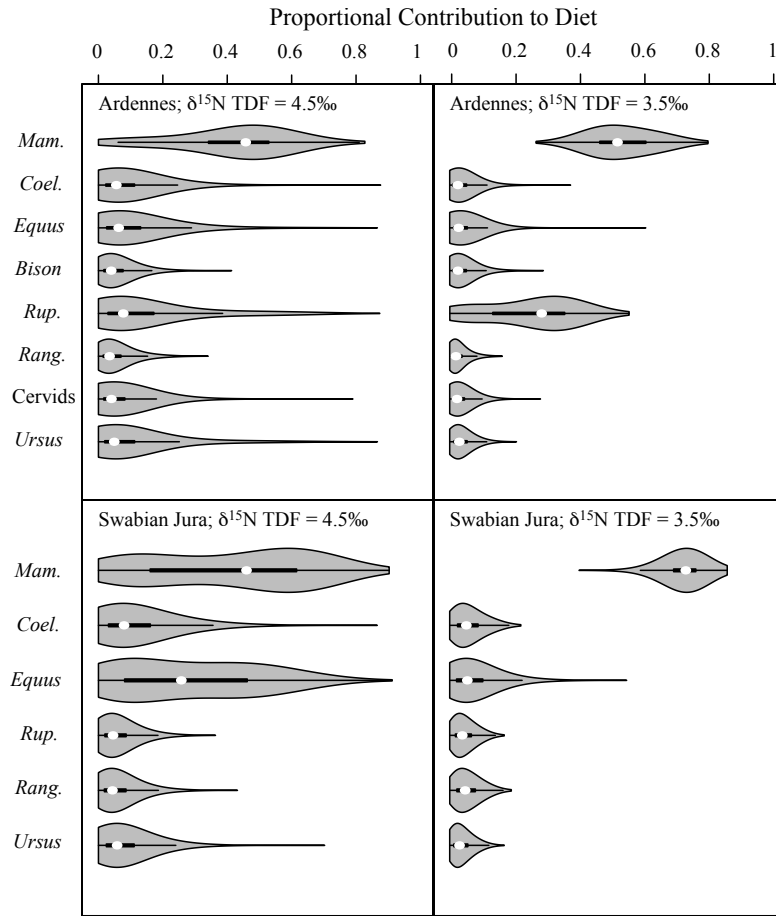 Proportional Contribution to Diet
0 0.2 0.4 0.6 0.8 1 0 0.2 0.4 0.6 0.8 1
Ardennes; δ¹⁵N TDF = 4.5‰
Ardennes; δ¹⁵N TDF = 3.5‰
Mam.
Coel.
Equus
Bison
Rup.
Rang.
Cervids
Ursus
Swabian Jura; δ¹⁵N TDF = 4.5‰
Swabian Jura; δ¹⁵N TDF = 3.5‰
Mam.
Coel.
Equus
Rup.
Rang.
Ursus